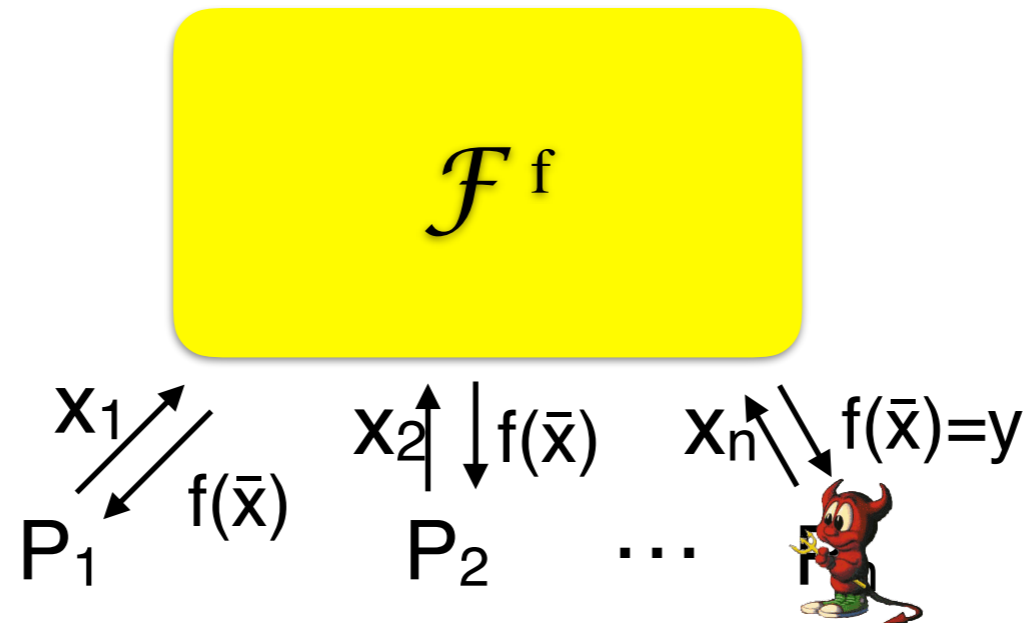 ℱ f
x₁ x₂ xₙ f(x̄)=y
f(x̄) f(x̄)
P₁ P₂ ...